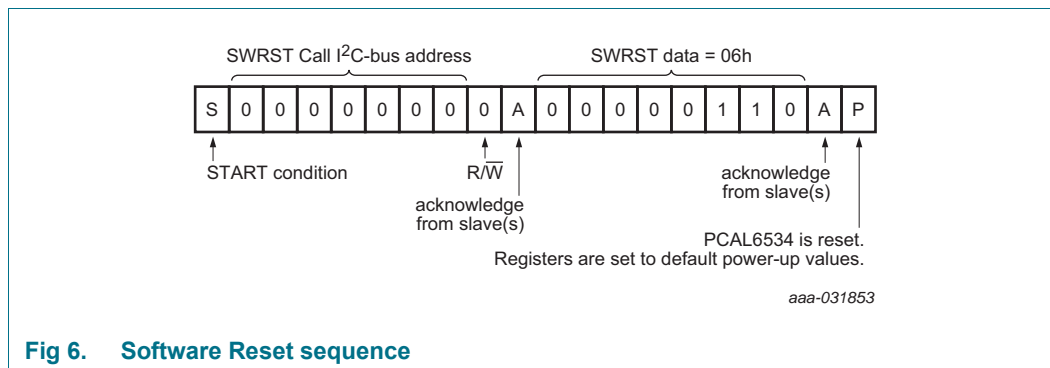 SWRST Call I2C-bus address SWRST data = 06h
S 0 0 0 0 0 0 0 0 A 0 0 0 0 0 1 1 0 A P
START condition R/W̅ acknowledge
from slave(s)
acknowledge
from slave(s)
PCAL6534 is reset.
Registers are set to default power-up values.
aaa-031853
Fig 6. Software Reset sequence